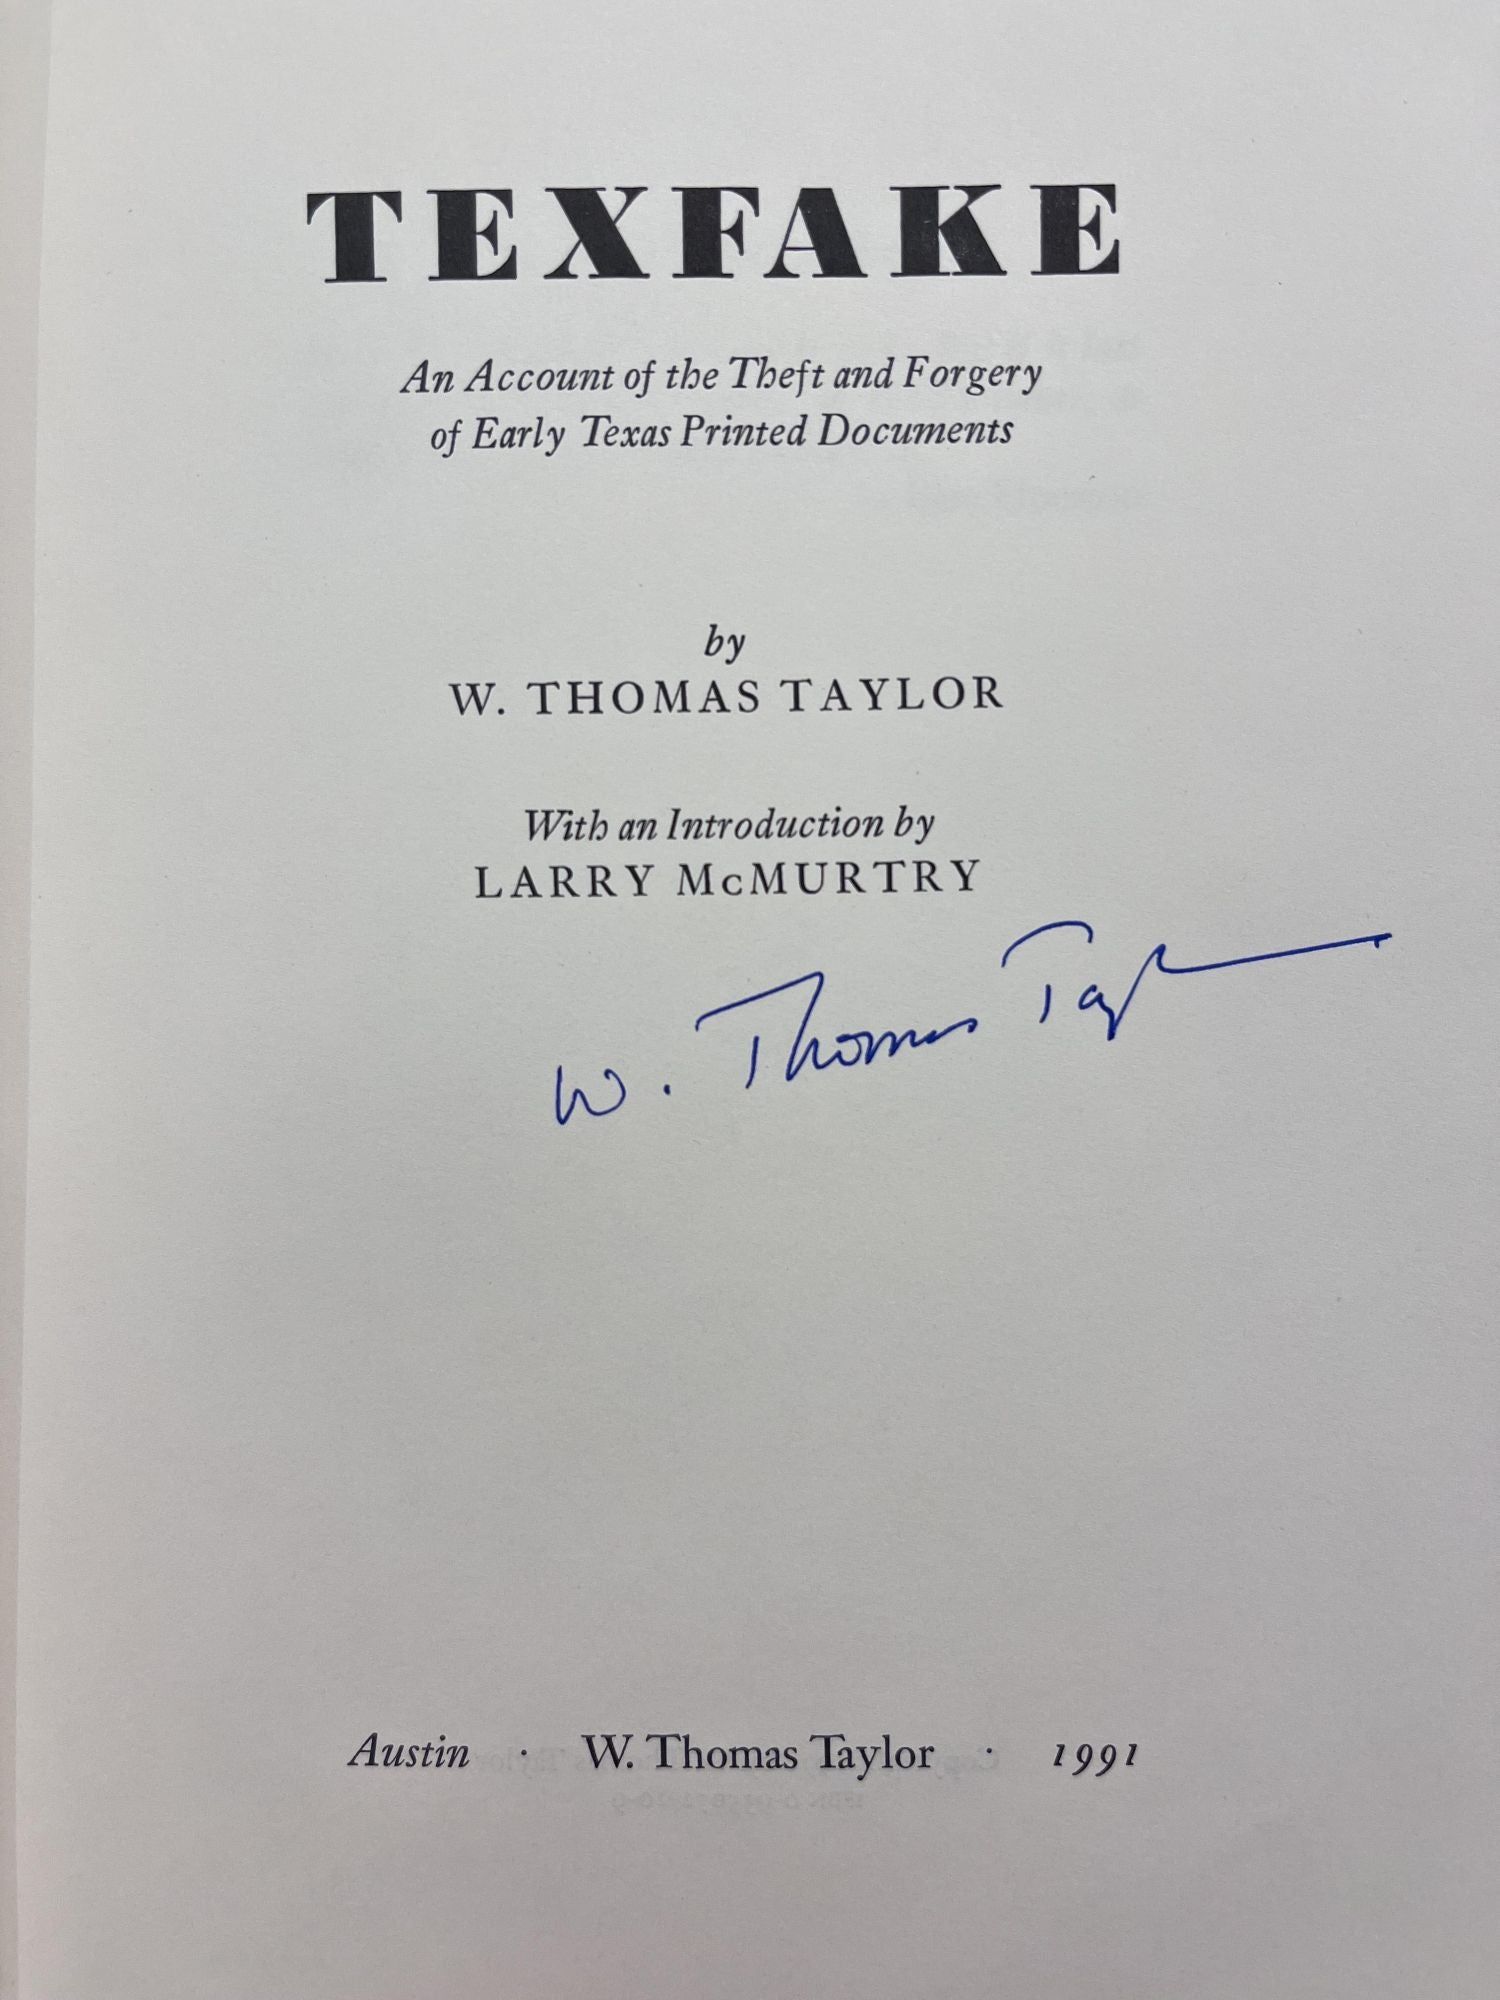 TEXFAKE
An Account of the Theft and Forgery
of Early Texas Printed Documents
by
W. THOMAS TAYLOR
With an Introduction by
LARRY McMURTRY
W. Thomas Taylor
Austin · W. Thomas Taylor · 1991